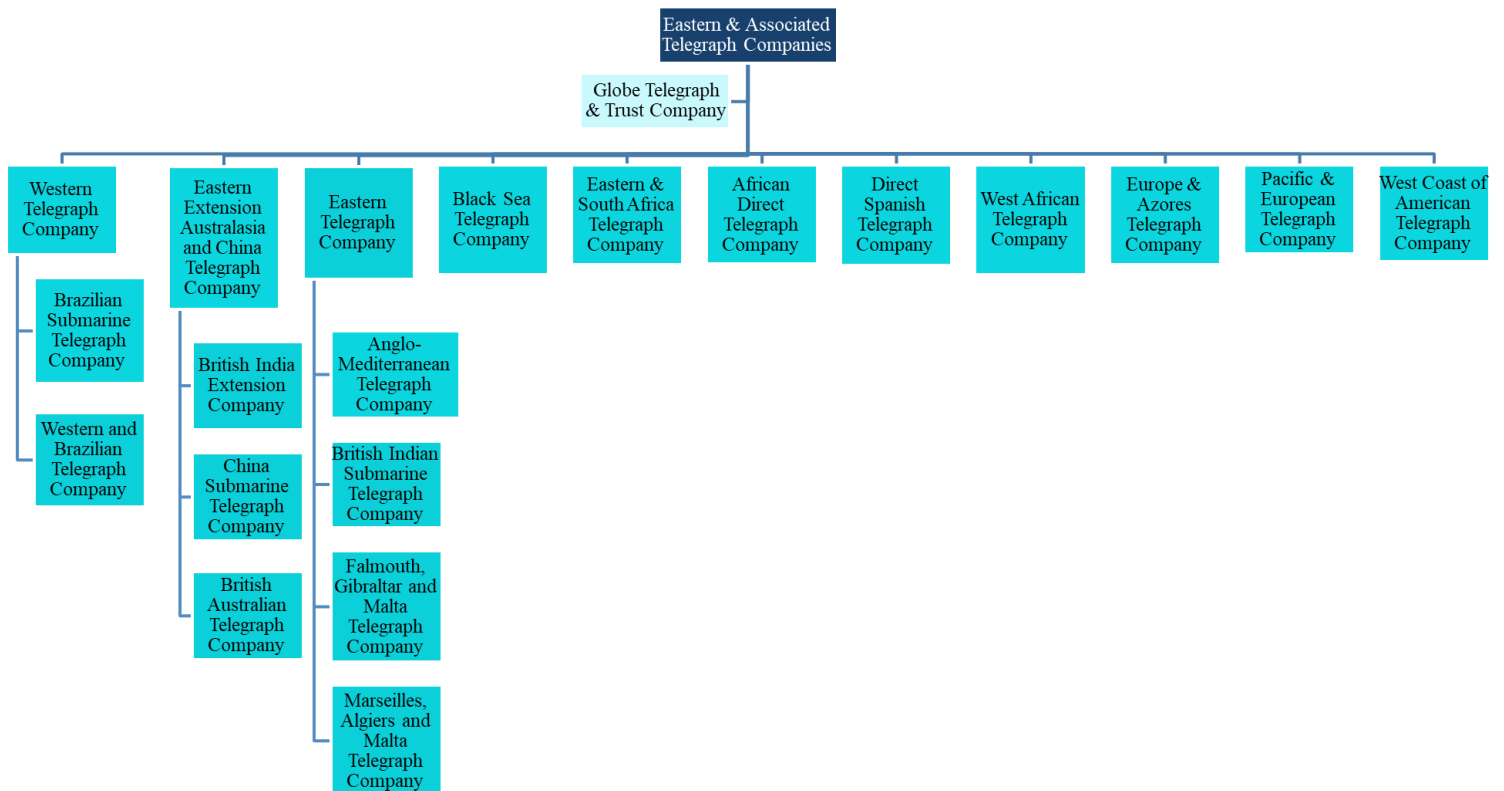 Eastern & Associated
Telegraph Companies
Globe Telegraph
& Trust Company
Western
Telegraph
Company
Eastern
Extension
Australasia
and China
Telegraph
Company
Eastern
Telegraph
Company
Black Sea
Telegraph
Company
Eastern &
South Africa
Telegraph
Company
African
Direct
Telegraph
Company
Direct
Spanish
Telegraph
Company
West African
Telegraph
Company
Europe &
Azores
Telegraph
Company
Pacific &
European
Telegraph
Company
West Coast of
American
Telegraph
Company
Brazilian
Submarine
Telegraph
Company
Western and
Brazilian
Telegraph
Company
British India
Extension
Company
China
Submarine
Telegraph
Company
British
Australian
Telegraph
Company
Anglo-
Mediterranean
Telegraph
Company
British Indian
Submarine
Telegraph
Company
Falmouth,
Gibraltar and
Malta
Telegraph
Company
Marseilles,
Algiers and
Malta
Telegraph
Company